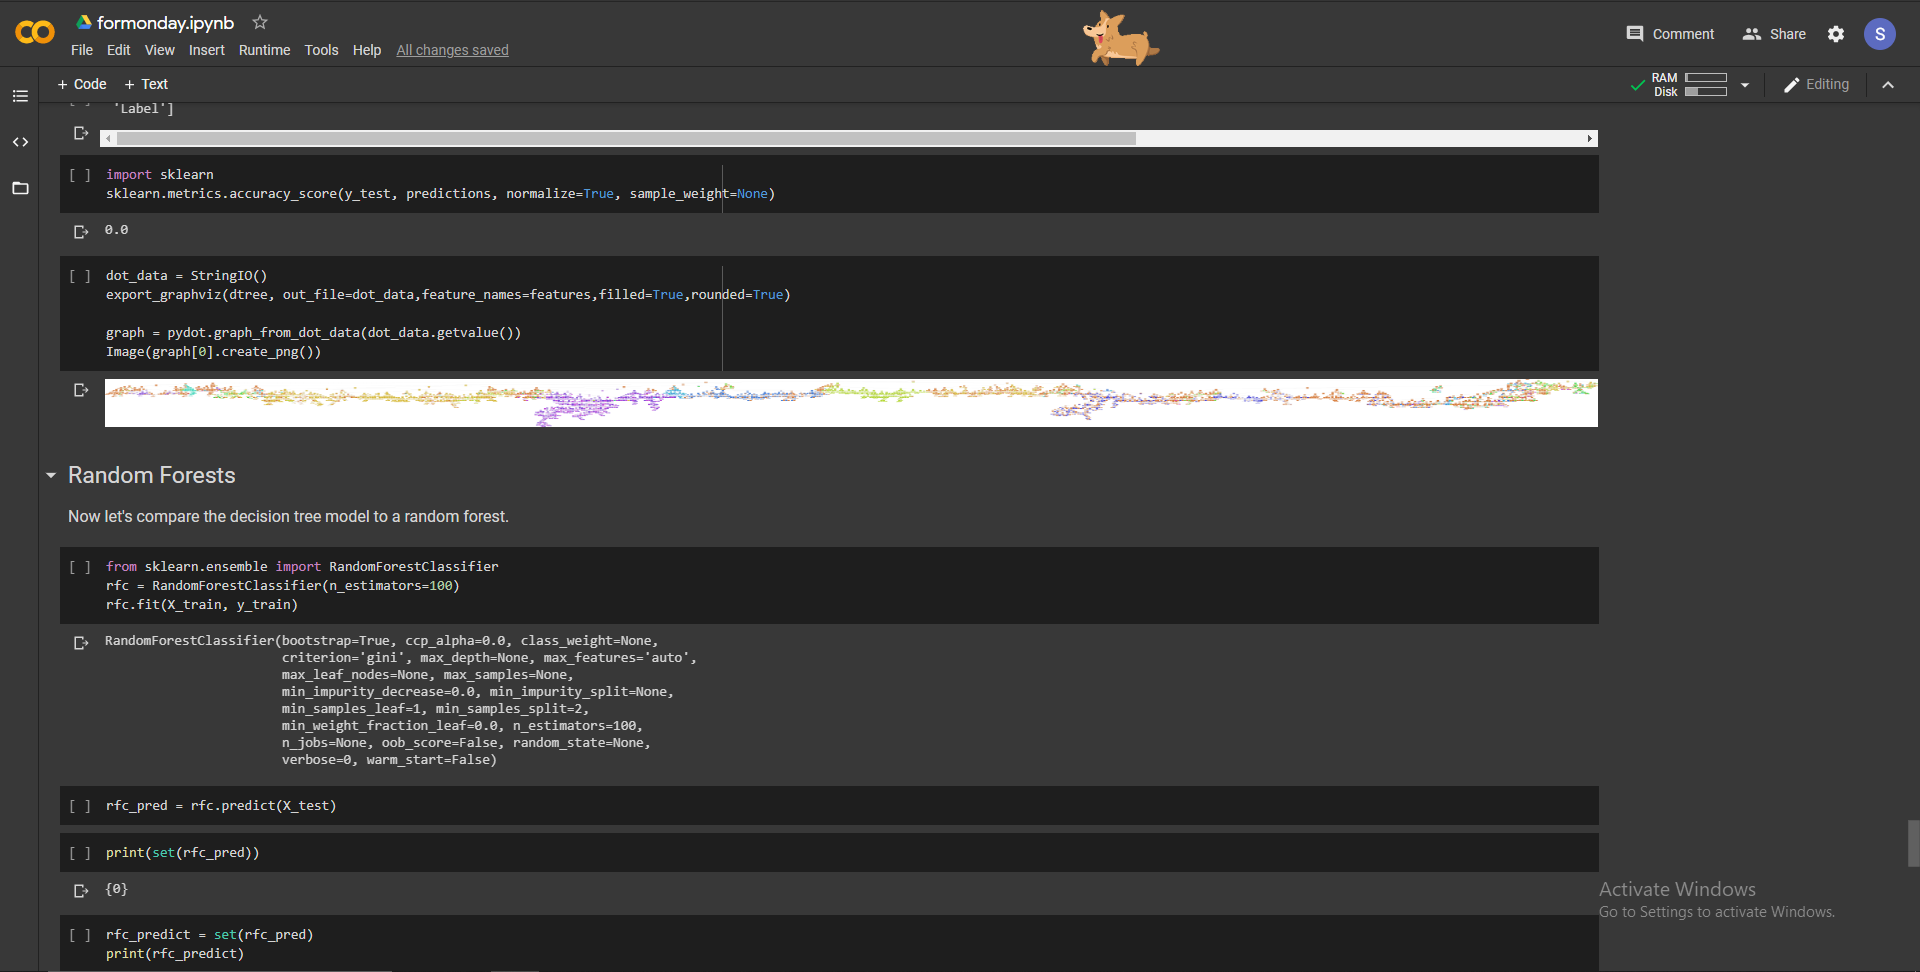 formonday.ipynb
File Edit View Insert Runtime Tools Help All changes saved
Comment Share S
+ Code + Text
RAM
Disk
Editing
'Label']
[ ] import sklearn
sklearn.metrics.accuracy_score(y_test, predictions, normalize=True, sample_weight=None)
0.0
[ ] dot_data = StringIO()
export_graphviz(dtree, out_file=dot_data,feature_names=features,filled=True,rounded=True)
graph = pydot.graph_from_dot_data(dot_data.getvalue())
Image(graph[0].create_png())
Random Forests
Now let's compare the decision tree model to a random forest.
[ ] from sklearn.ensemble import RandomForestClassifier
rfc = RandomForestClassifier(n_estimators=100)
rfc.fit(X_train, y_train)
RandomForestClassifier(bootstrap=True, ccp_alpha=0.0, class_weight=None,
criterion='gini', max_depth=None, max_features='auto',
max_leaf_nodes=None, max_samples=None,
min_impurity_decrease=0.0, min_impurity_split=None,
min_samples_leaf=1, min_samples_split=2,
min_weight_fraction_leaf=0.0, n_estimators=100,
n_jobs=None, oob_score=False, random_state=None,
verbose=0, warm_start=False)
[ ] rfc_pred = rfc.predict(X_test)
[ ] print(set(rfc_pred))
{0}
[ ] rfc_predict = set(rfc_pred)
print(rfc_predict)
Activate Windows
Go to Settings to activate Windows.